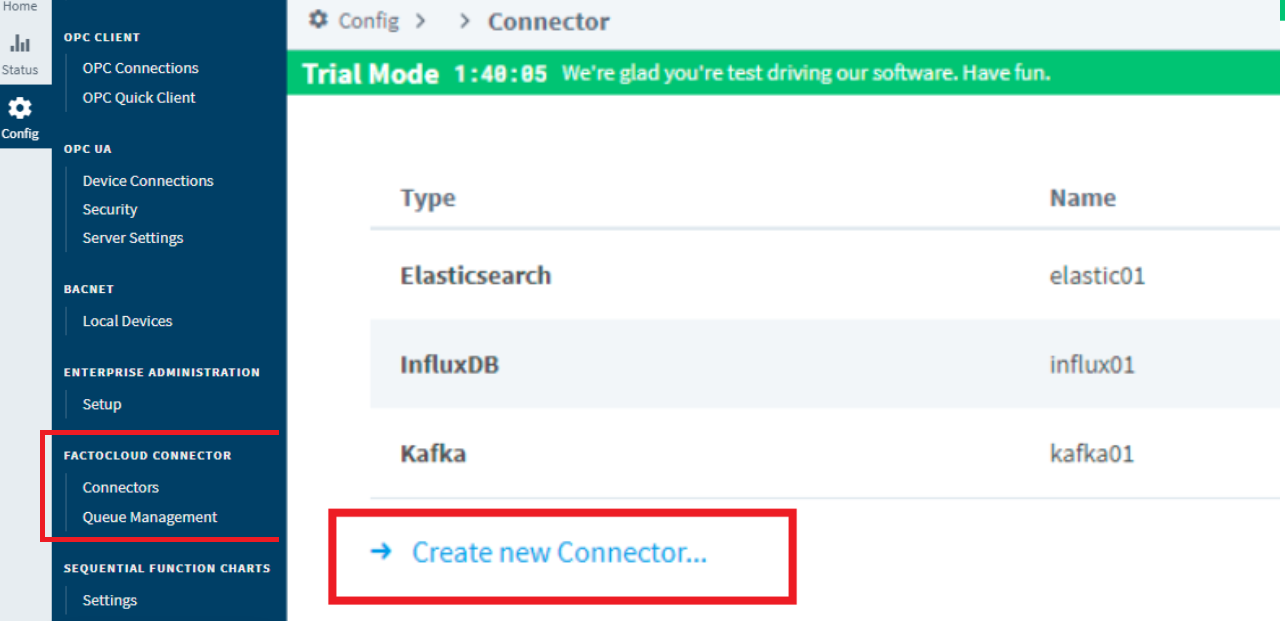 Home
Status
Config
OPC CLIENT
OPC Connections
OPC Quick Client
OPC UA
Device Connections
Security
Server Settings
BACNET
Local Devices
ENTERPRISE ADMINISTRATION
Setup
FACTOCLOUD CONNECTOR
Connectors
Queue Management
SEQUENTIAL FUNCTION CHARTS
Settings
Config > > Connector
Trial Mode 1:40:05 We're glad you're test driving our software. Have fun.
Type Name
Elasticsearch elastic01
InfluxDB influx01
Kafka kafka01
→ Create new Connector...